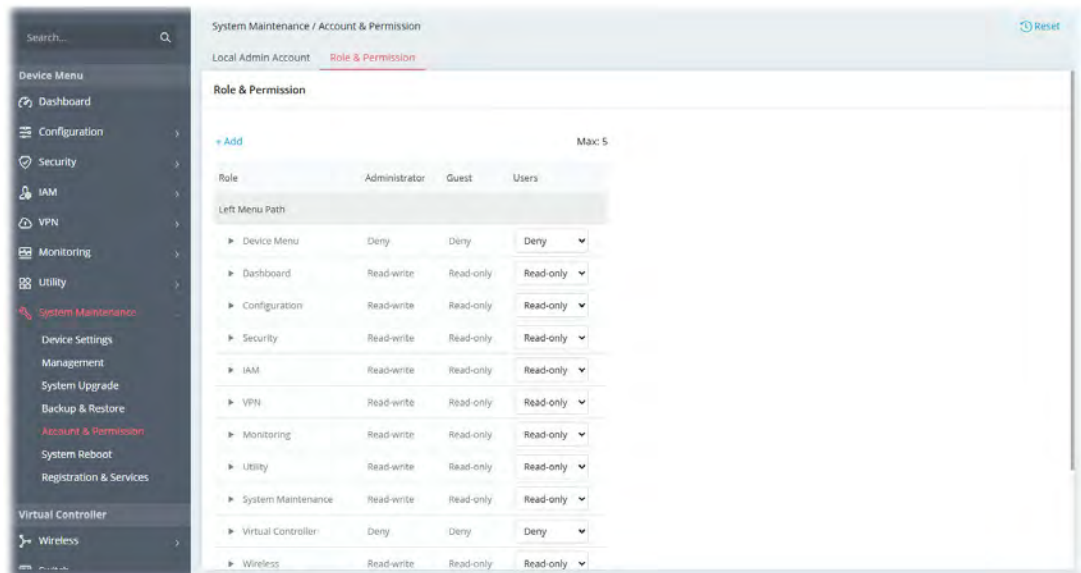 Search...
Device Menu
Dashboard
Configuration
Security
IAM
VPN
Monitoring
Utility
System Maintenance
Device Settings
Management
System Upgrade
Backup & Restore
Account & Permission
System Reboot
Registration & Services
Virtual Controller
Wireless
Switch
System Maintenance / Account & Permission
Reset
Local Admin Account Role & Permission
Role & Permission
+ Add Max: 5
Role Administrator Guest Users
Left Menu Path
Device Menu Deny Deny Deny
Dashboard Read-write Read-only Read-only
Configuration Read-write Read-only Read-only
Security Read-write Read-only Read-only
IAM Read-write Read-only Read-only
VPN Read-write Read-only Read-only
Monitoring Read-write Read-only Read-only
Utility Read-write Read-only Read-only
System Maintenance Read-write Read-only Read-only
Virtual Controller Deny Deny Deny
Wireless Read-write Read-only Read-only